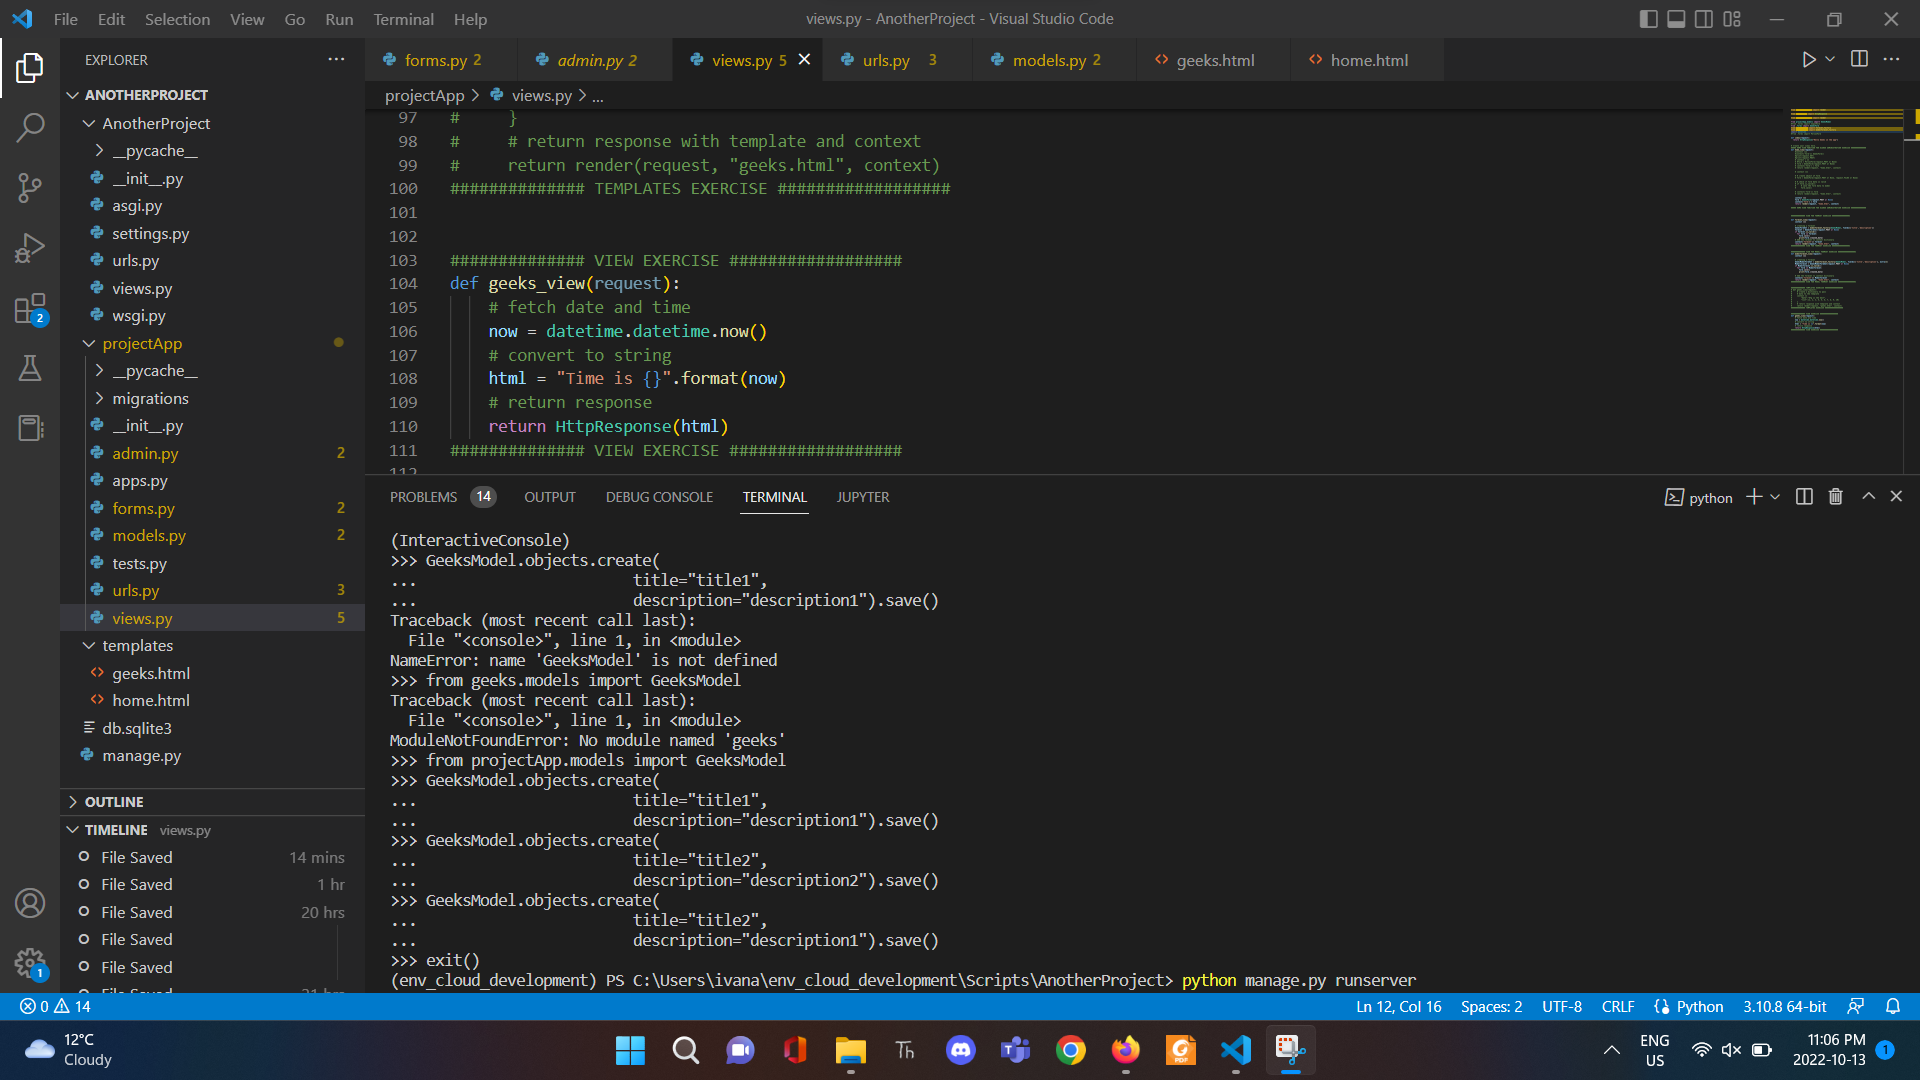 File Edit Selection View Go Run Terminal Help
views.py - AnotherProject - Visual Studio Code
EXPLORER
forms.py 2
admin.py 2
views.py 5
urls.py 3
models.py 2
geeks.html
home.html
projectApp > views.py > ...
ANOTHERPROJECT
AnotherProject
__pycache__
__init__.py
asgi.py
settings.py
urls.py
views.py
wsgi.py
projectApp
__pycache__
migrations
__init__.py
admin.py 2
apps.py
forms.py 2
models.py 2
tests.py
urls.py 3
views.py 5
templates
geeks.html
home.html
db.sqlite3
manage.py
OUTLINE
TIMELINE views.py
File Saved 14 mins
File Saved 1 hr
File Saved 20 hrs
File Saved
File Saved
File Saved 21 hrs
97 #     }
98 #     # return response with template and context
99 #     return render(request, "geeks.html", context)
100 ############## TEMPLATES EXERCISE ##################
101
102
103 ############## VIEW EXERCISE ##################
104 def geeks_view(request):
105     # fetch date and time
106     now = datetime.datetime.now()
107     # convert to string
108     html = "Time is {}".format(now)
109     # return response
110     return HttpResponse(html)
111 ############## VIEW EXERCISE ##################
112
PROBLEMS 14 OUTPUT DEBUG CONSOLE TERMINAL JUPYTER
python
(InteractiveConsole)
>>> GeeksModel.objects.create(
...                        title="title1",
...                        description="description1").save()
Traceback (most recent call last):
  File "<console>", line 1, in <module>
NameError: name 'GeeksModel' is not defined
>>> from geeks.models import GeeksModel
Traceback (most recent call last):
  File "<console>", line 1, in <module>
ModuleNotFoundError: No module named 'geeks'
>>> from projectApp.models import GeeksModel
>>> GeeksModel.objects.create(
...                        title="title1",
...                        description="description1").save()
>>> GeeksModel.objects.create(
...                        title="title2",
...                        description="description2").save()
>>> GeeksModel.objects.create(
...                        title="title2",
...                        description="description1").save()
>>> exit()
(env_cloud_development) PS C:\Users\ivana\env_cloud_development\Scripts\AnotherProject> python manage.py runserver
2
1
0 14
Ln 12, Col 16 Spaces: 2 UTF-8 CRLF Python 3.10.8 64-bit
12°C
Cloudy
Th
ENG
US
11:06 PM
2022-10-13
1